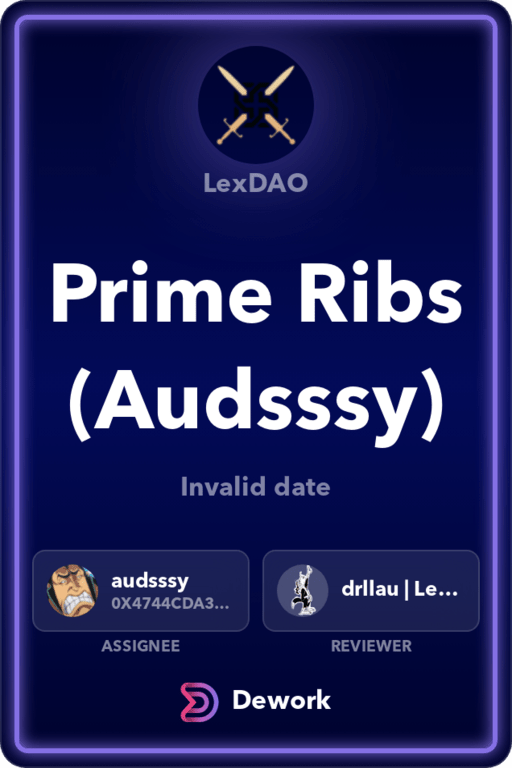 LexDAO
Prime Ribs
(Audsssy)
Invalid date
audsssy
0X4744CDA3...
drllau | Le...
ASSIGNEE
REVIEWER
Dework